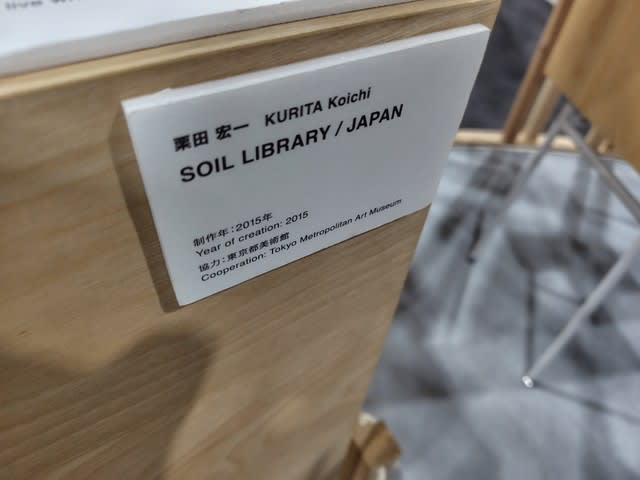 live w
栗田 宏一 KURITA Koichi
SOIL LIBRARY / JAPAN
制作年：2015年
Year of creation: 2015
協力：東京都美術館
Cooperation: Tokyo Metropolitan Art Museum